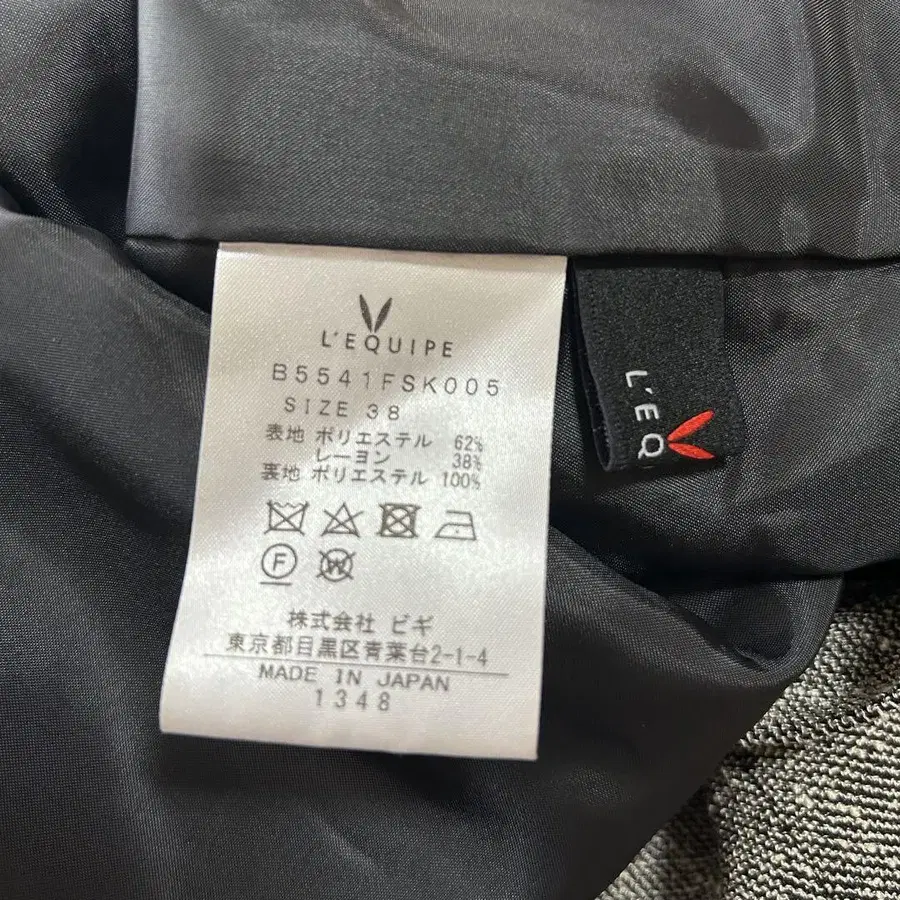 L'EQUIPE
B5541FSK005
SIZE 38
表地 ポリエステル 62%
レーヨン 38%
裏地 ポリエステル 100%
F
W
株式会社 ビギ
東京都目黒区青葉台2-1-4
MADE IN JAPAN
1348
L'EQ